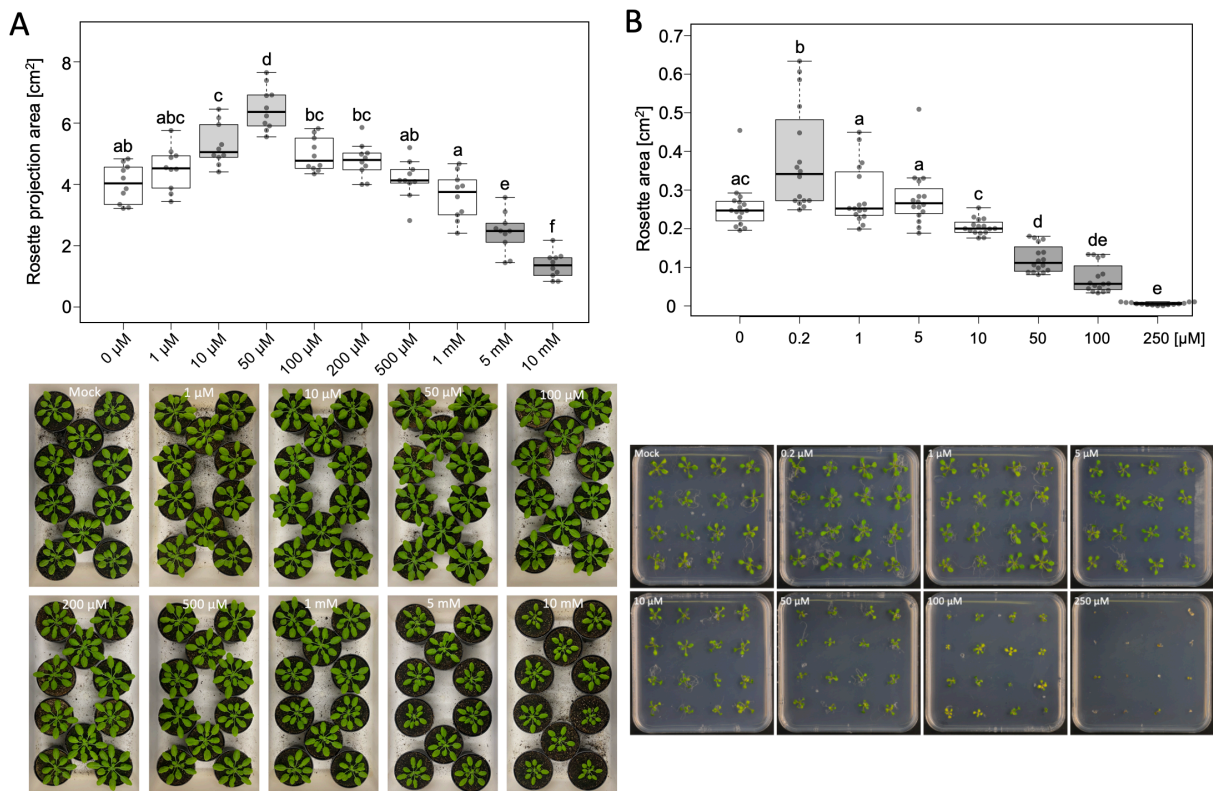 A
Rosette projection area [cm²]
8
6
4
2
0
ab
abc
c
d
bc
bc
ab
a
e
f
0 µM
1 µM
10 µM
50 µM
100 µM
200 µM
500 µM
1 mM
5 mM
10 mM
Mock
1 µM
10 µM
50 µM
100 µM
200 µM
500 µM
1 mM
5 mM
10 mM
B
Rosette area [cm²]
0.7
0.6
0.5
0.4
0.3
0.2
0.1
0
ac
b
a
a
c
d
de
e
0
0.2
1
5
10
50
100
250 [µM]
Mock
0.2 µM
1 µM
5 µM
10 µM
50 µM
100 µM
250 µM